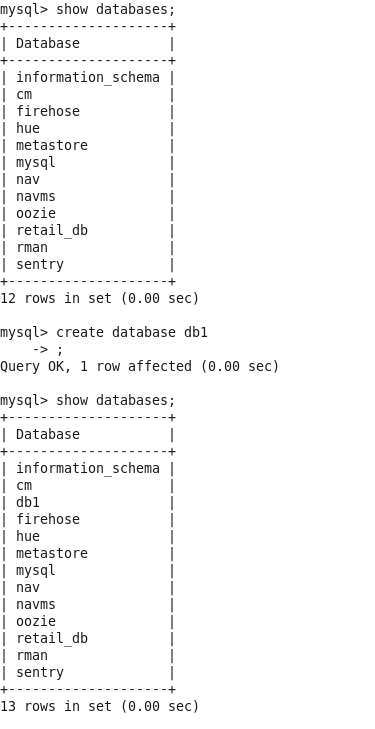 mysql> show databases;
+--------------------+
| Database           |
+--------------------+
| information_schema |
| cm                 |
| firehose           |
| hue                |
| metastore          |
| mysql              |
| nav                |
| navms              |
| oozie              |
| retail_db          |
| rman               |
| sentry             |
+--------------------+
12 rows in set (0.00 sec)

mysql> create database db1
    -> ;
Query OK, 1 row affected (0.00 sec)

mysql> show databases;
+--------------------+
| Database           |
+--------------------+
| information_schema |
| cm                 |
| db1                |
| firehose           |
| hue                |
| metastore          |
| mysql              |
| nav                |
| navms              |
| oozie              |
| retail_db          |
| rman               |
| sentry             |
+--------------------+
13 rows in set (0.00 sec)